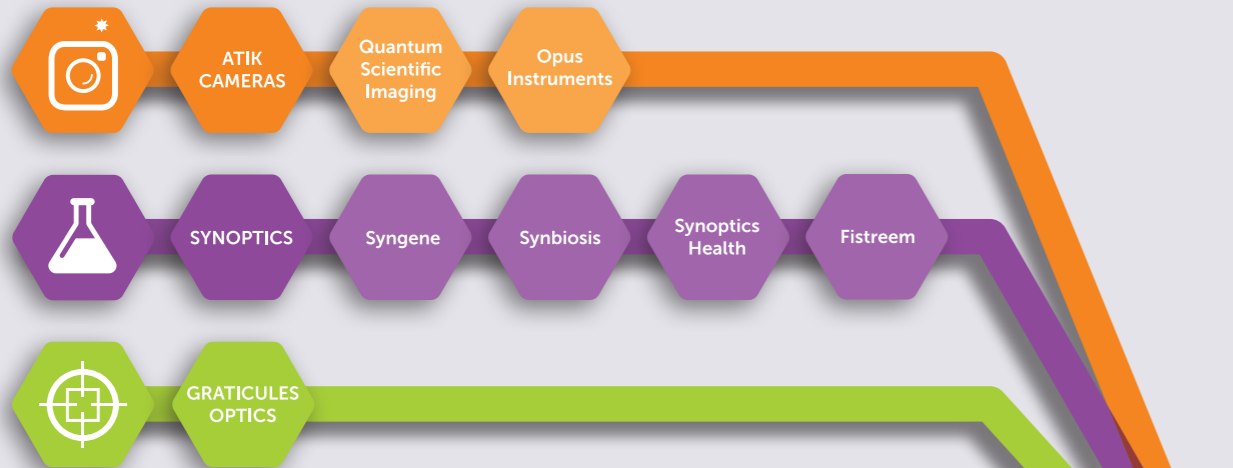 ATIK
CAMERAS
Quantum
Scientific
Imaging
Opus
Instruments
SYNOPTICS
Syngene
Synbiosis
Synoptics
Health
Fistreem
GRATICULES
OPTICS